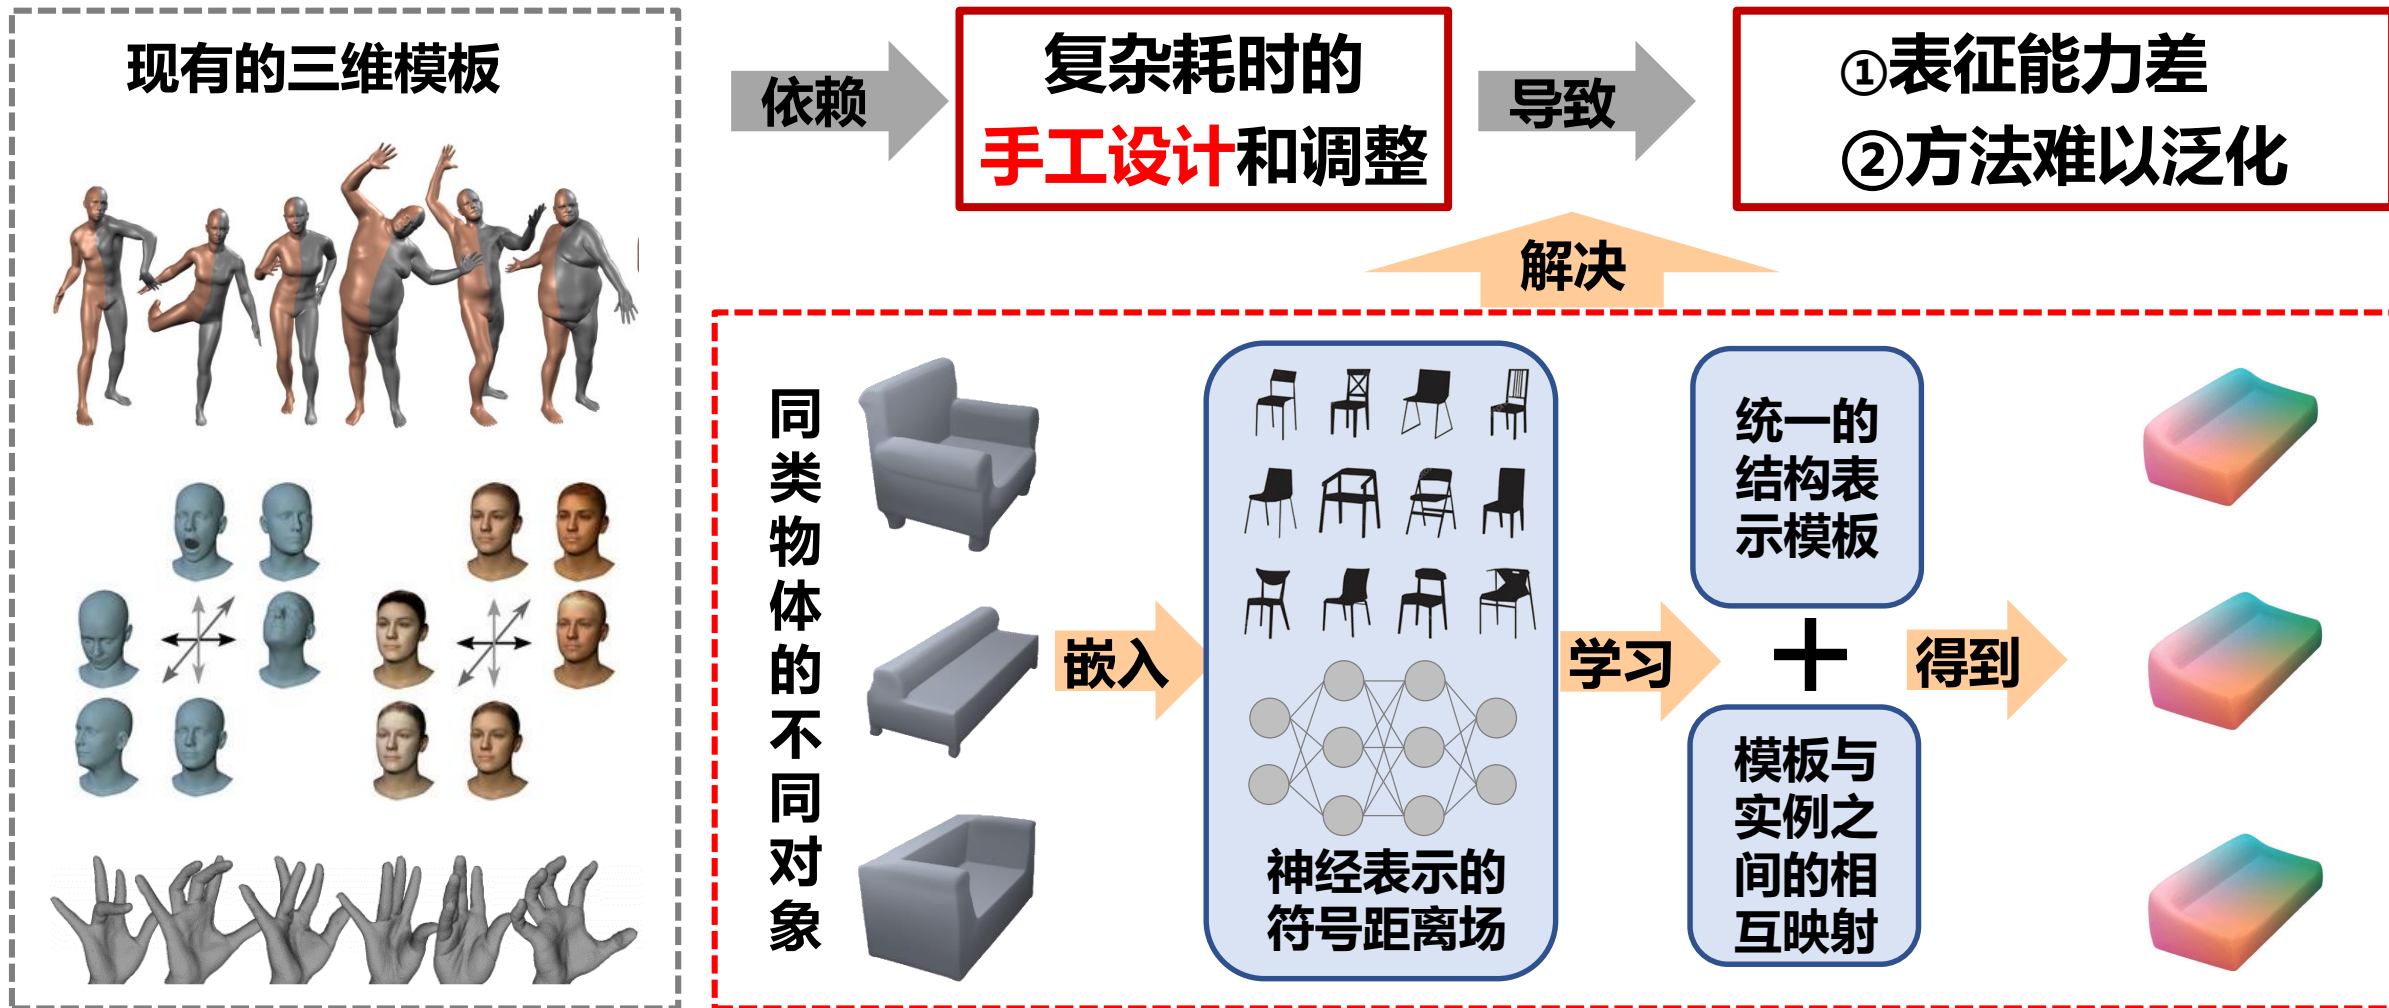 现有的三维模板
依赖
复杂耗时的
手工设计和调整
导致
①表征能力差
②方法难以泛化
解决
同类物体的不同对象
嵌入
神经表示的
符号距离场
学习
统一的
结构表
示模板
+
模板与
实例之
间的相
互映射
得到